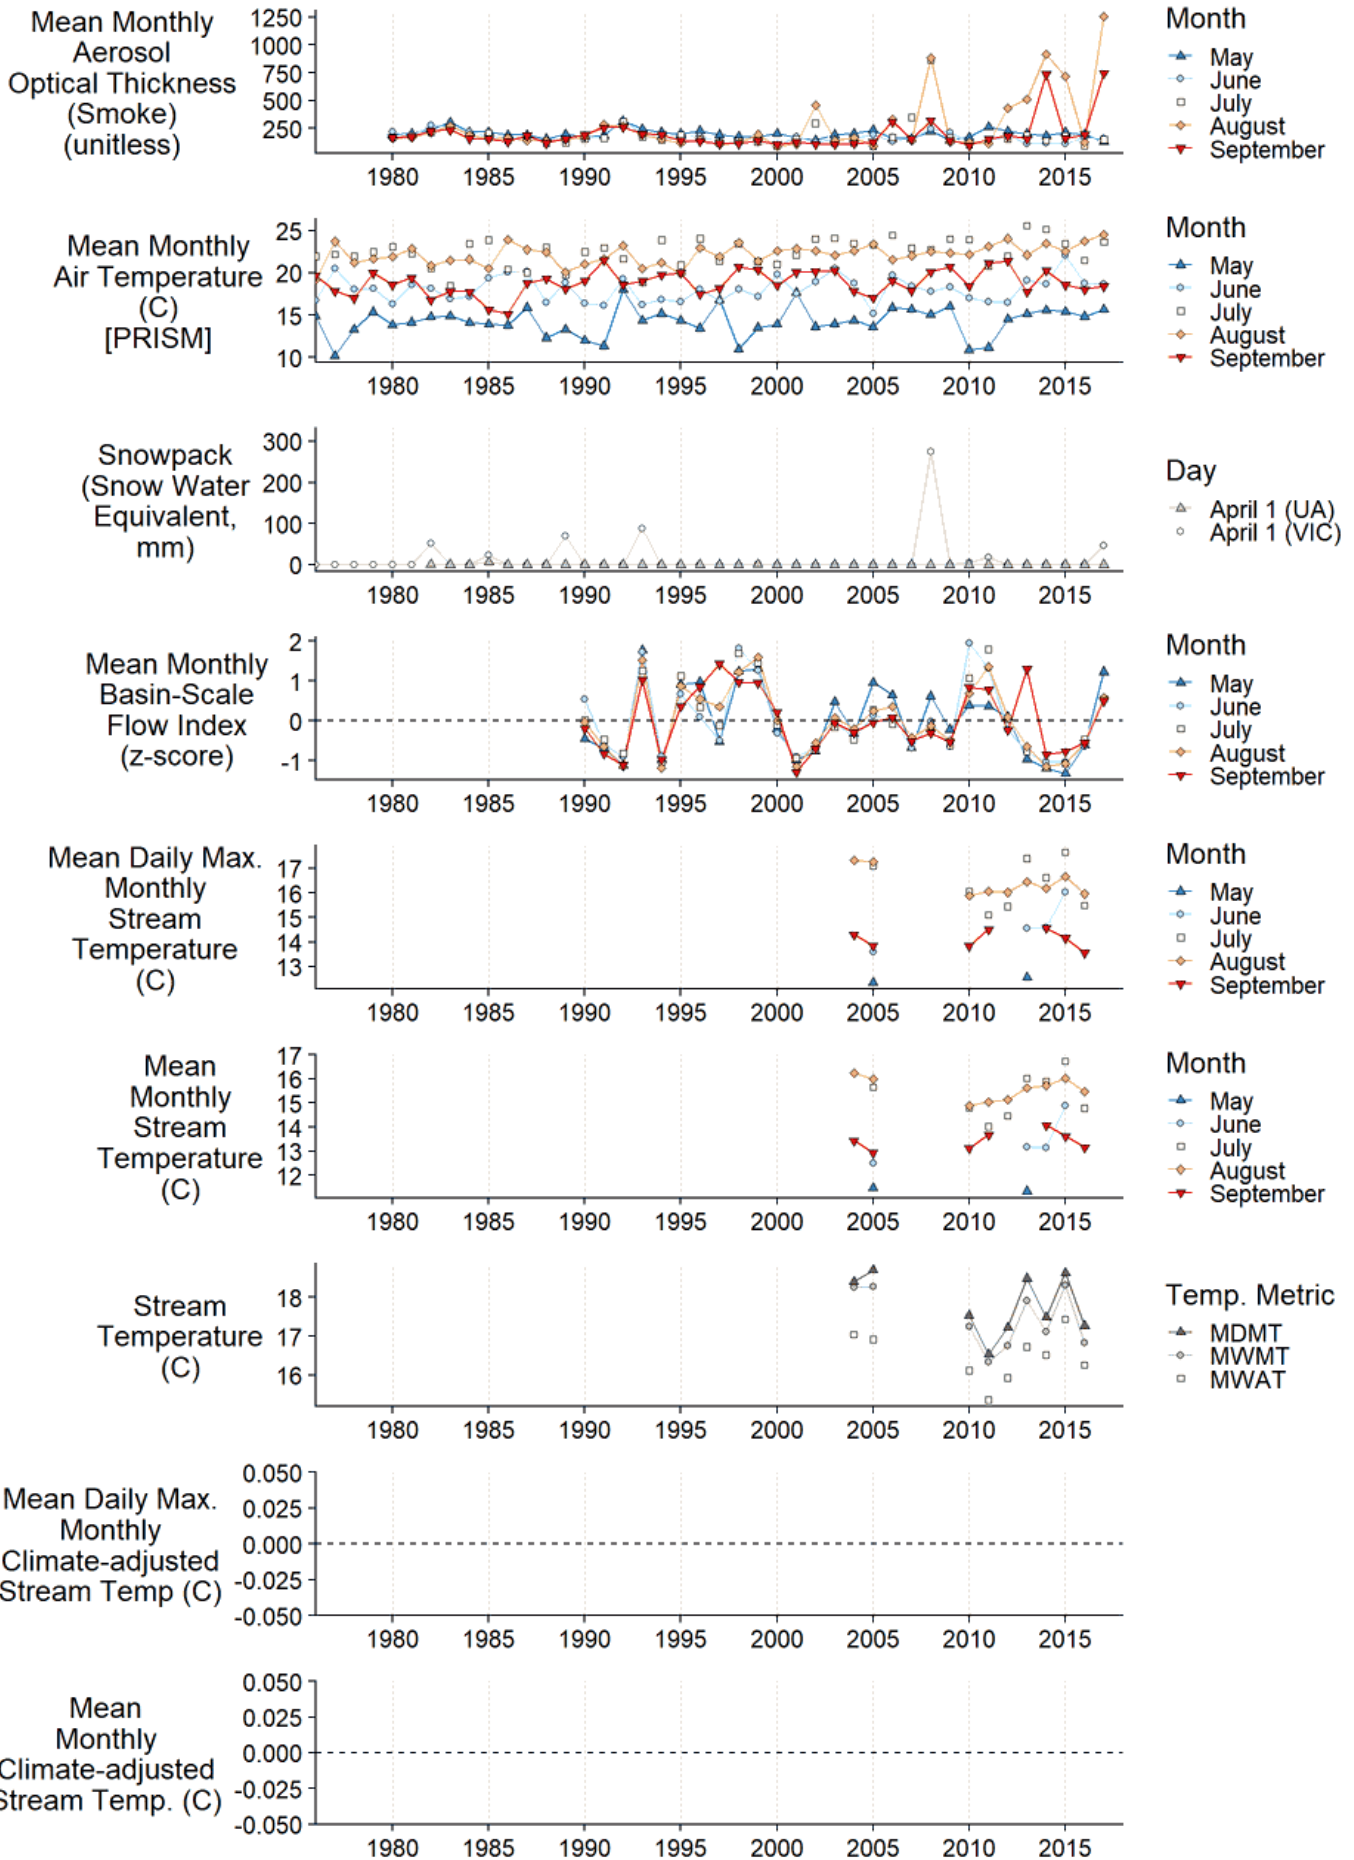 Mean Monthly
Aerosol
Optical Thickness
(Smoke)
(unitless)
1250
1000
750
500
250
1980 1985 1990 1995 2000 2005 2010 2015
Month
May
June
July
August
September
Mean Monthly
Air Temperature
(C)
[PRISM]
25
20
15
10
1980 1985 1990 1995 2000 2005 2010 2015
Month
May
June
July
August
September
Snowpack
(Snow Water
Equivalent,
mm)
300
200
100
0
1980 1985 1990 1995 2000 2005 2010 2015
Day
April 1 (UA)
April 1 (VIC)
Mean Monthly
Basin-Scale
Flow Index
(z-score)
2
1
0
-1
1980 1985 1990 1995 2000 2005 2010 2015
Month
May
June
July
August
September
Mean Daily Max.
Monthly
Stream
Temperature
(C)
17
16
15
14
13
1980 1985 1990 1995 2000 2005 2010 2015
Month
May
June
July
August
September
Mean
Monthly
Stream
Temperature
(C)
17
16
15
14
13
12
1980 1985 1990 1995 2000 2005 2010 2015
Month
May
June
July
August
September
Stream
Temperature
(C)
18
17
16
1980 1985 1990 1995 2000 2005 2010 2015
Temp. Metric
MDMT
MWMT
MWAT
Mean Daily Max.
Monthly
Climate-adjusted
Stream Temp (C)
0.050
0.025
0.000
-0.025
-0.050
1980 1985 1990 1995 2000 2005 2010 2015
Mean
Monthly
Climate-adjusted
Stream Temp. (C)
0.050
0.025
0.000
-0.025
-0.050
1980 1985 1990 1995 2000 2005 2010 2015